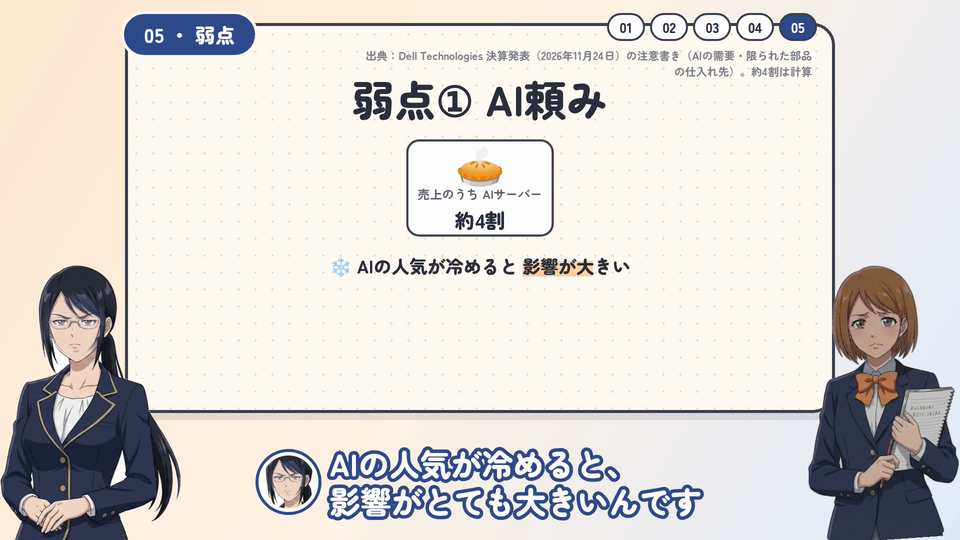 05 ・ 弱点
01 02 03 04 05
出典：Dell Technologies 決算発表（2026年11月24日）の注意書き（AIの需要・限られた部品
の仕入れ先）。約4割は計算
弱点① AI頼み
売上のうち AIサーバー
約4割
AIの人気が冷めると 影響が大きい
AIの人気が冷めると、
影響がとても大きいんです